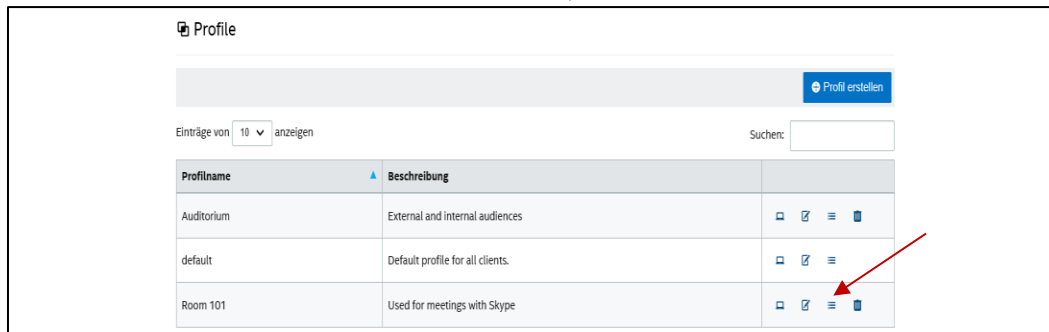 Profile
Profil erstellen
Einträge von 10 anzeigen Suchen:
Profilname Beschreibung
Auditorium External and internal audiences
default Default profile for all clients.
Room 101 Used for meetings with Skype